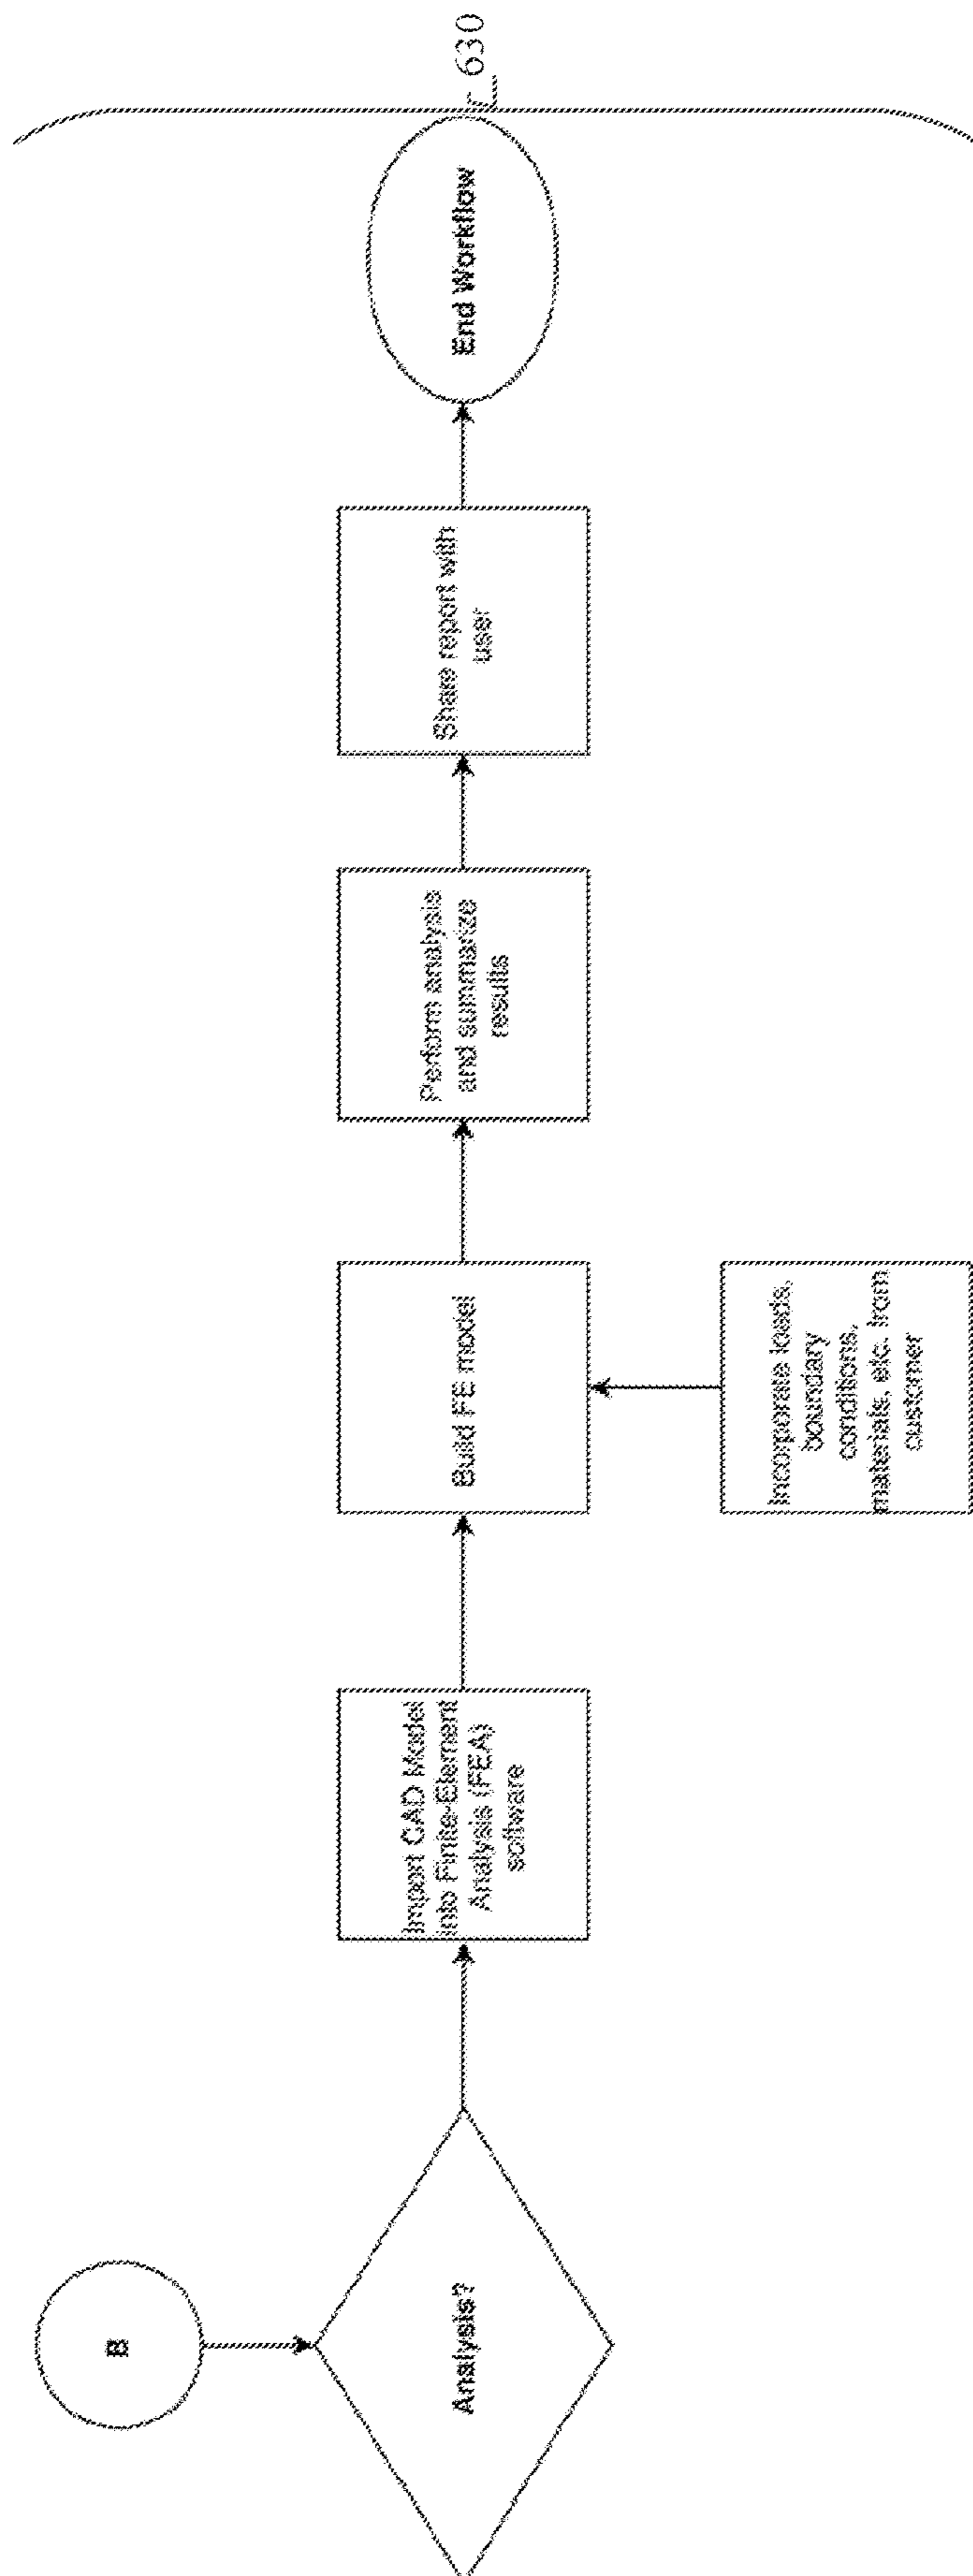 B
Analysis?
Import CAD Model
into Finite-Element
Analysis (FEA)
software
Build FE model
Incorporate loads,
boundary
conditions,
materials, etc. from
customer
Perform analysis
and summarize
results
Share report with
user
End Workflow
630